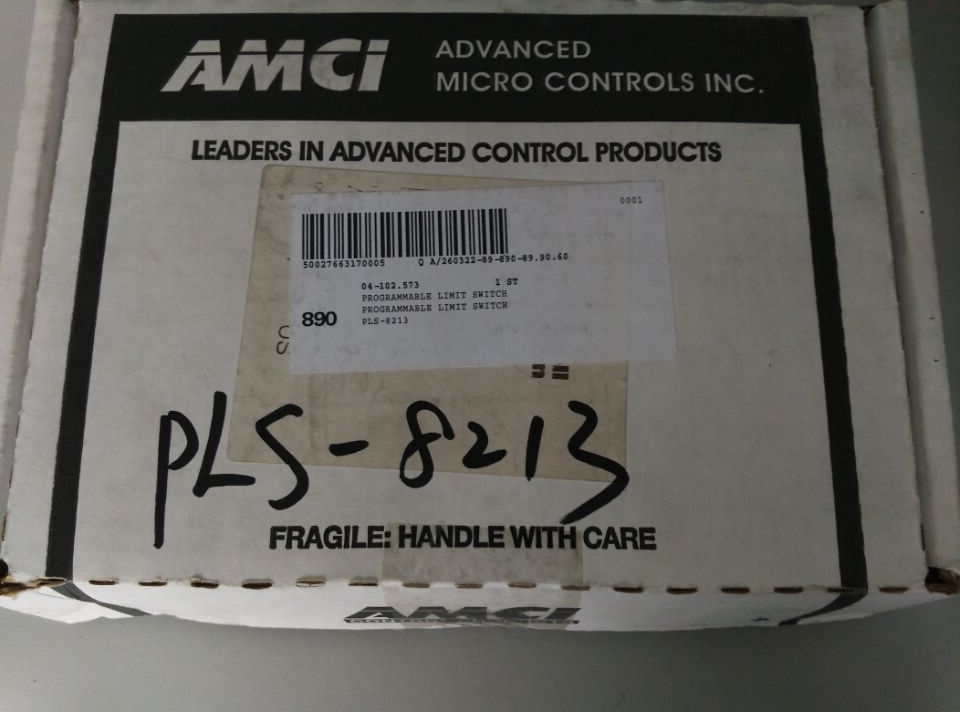 AMCI
ADVANCED
MICRO CONTROLS INC.
LEADERS IN ADVANCED CONTROL PRODUCTS
0001
50027663170005 Q A/260322-89-890-89.90.60
04-102.573 1 ST
PROGRAMMABLE LIMIT SWITCH
PROGRAMMABLE LIMIT SWITCH
890 PLS-8213
PLS-8213
FRAGILE: HANDLE WITH CARE
AMCI